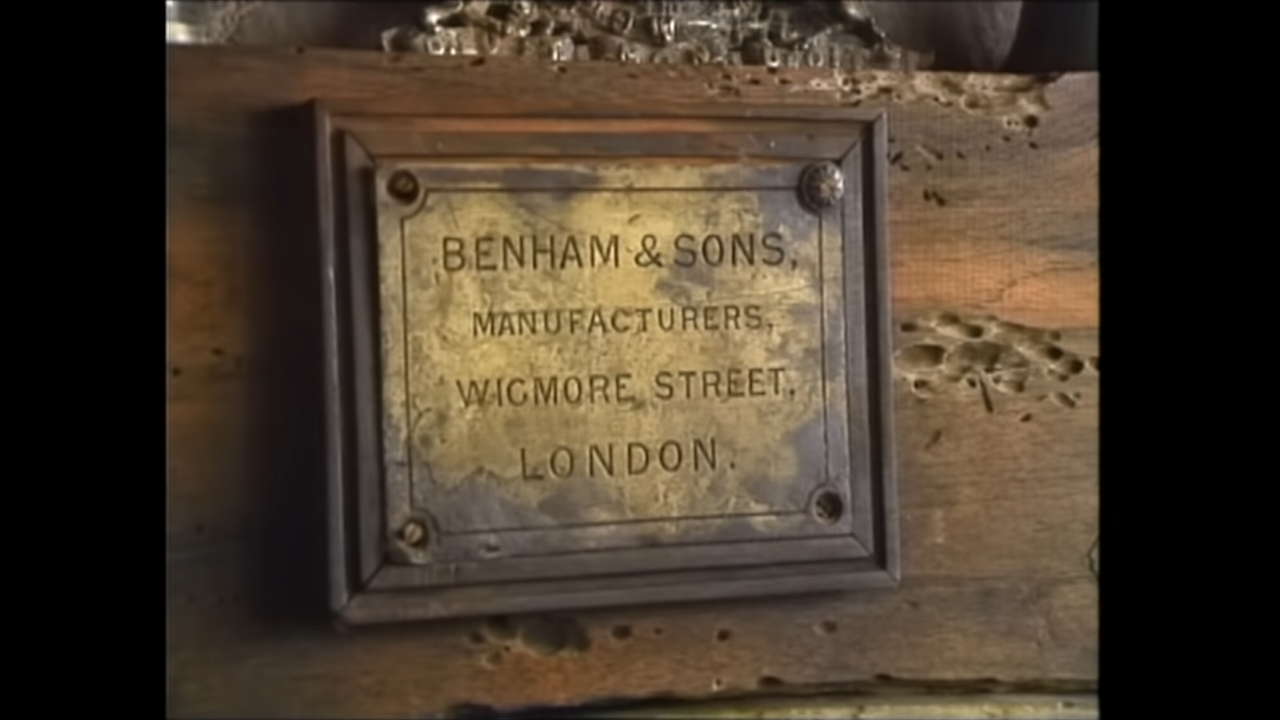 BENHAM & SONS,
MANUFACTURERS,
WIGMORE STREET,
LONDON.